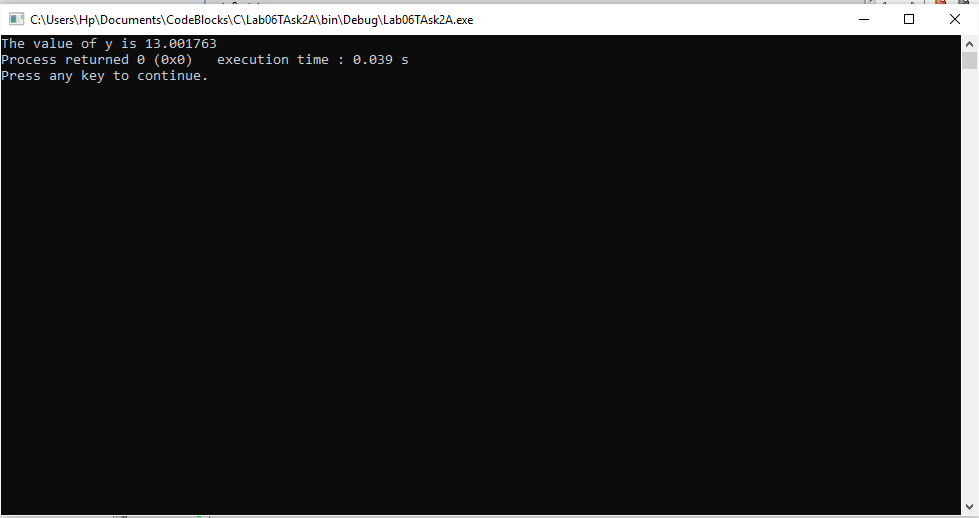 C:\Users\Hp\Documents\CodeBlocks\C\Lab06TAsk2A\bin\Debug\Lab06TAsk2A.exe
The value of y is 13.001763
Process returned 0 (0x0)   execution time : 0.039 s
Press any key to continue.